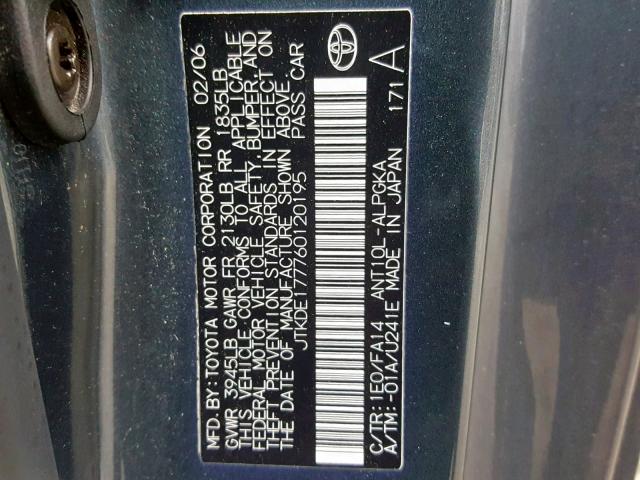 MFD. BY: TOYOTA MOTOR CORPORATION 02/06
GVWR 3945LB GAWR FR 2130LB RR 1835LB
THIS VEHICLE CONFORMS TO ALL APPLICABLE
FEDERAL MOTOR VEHICLE SAFETY, BUMPER, AND
THEFT PREVENTION STANDARDS IN EFFECT ON
THE DATE OF MANUFACTURE SHOWN ABOVE.
JTKDE177760120195 PASS CAR
C/TR: 1E0/FA14 ANT10L-ALPGKA 171 A
A/TM: -01A/U241E MADE IN JAPAN